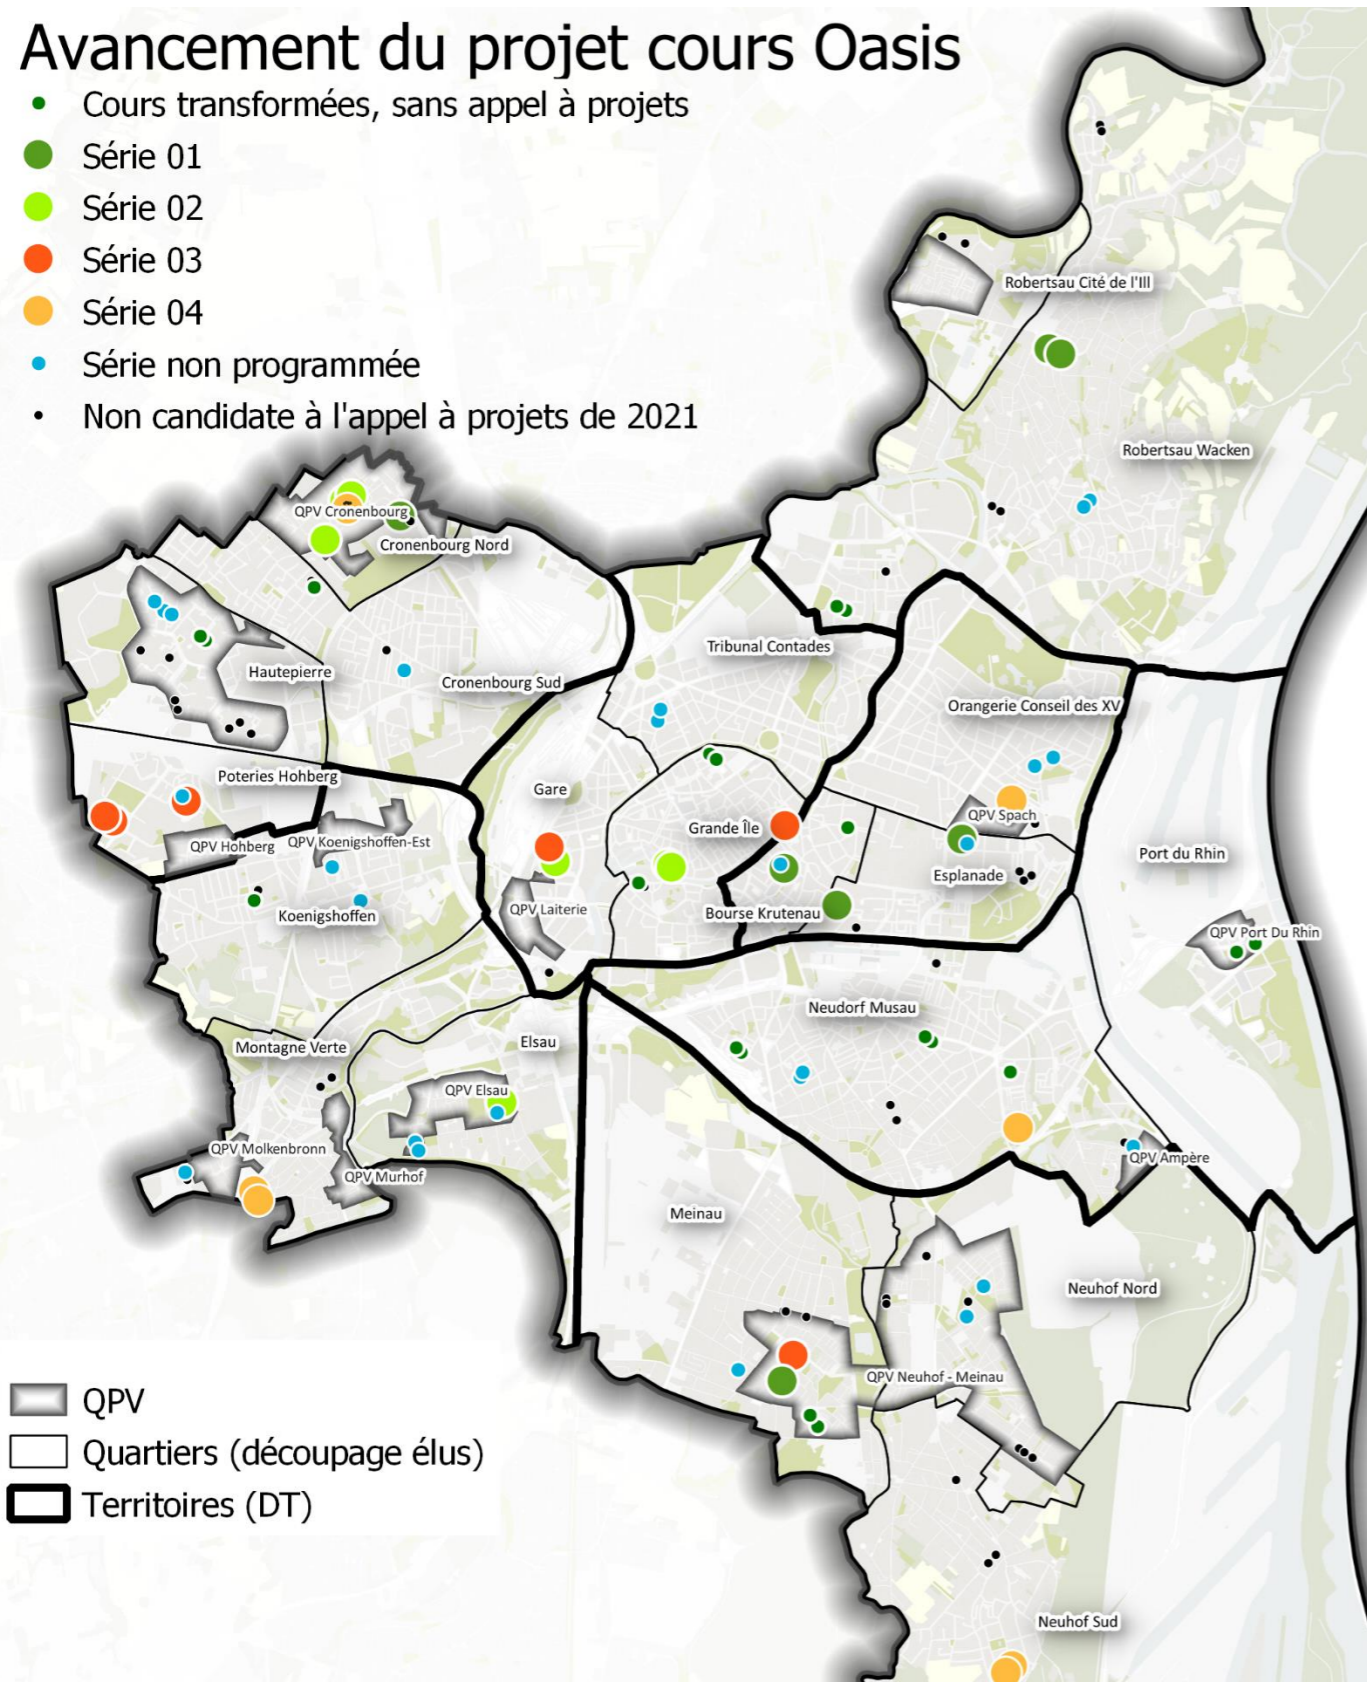 Avancement du projet cours Oasis
Cours transformées, sans appel à projets
Série 01
Série 02
Série 03
Série 04
Série non programmée
Non candidate à l'appel à projets de 2021
Robertsau Cité de l'Ill
Robertsau Wacken
QPV Cronenbourg
Cronenbourg Nord
Tribunal Contades
Hautepierre
Cronenbourg Sud
Orangerie Conseil des XV
Poteries Hohberg
Gare
QPV Spach
Grande Île
QPV Hohberg
QPV Koenigshoffen-Est
Port du Rhin
Esplanade
QPV Laiterie
Bourse Krutenau
Koenigshoffen
QPV Port Du Rhin
Neudorf Musau
Elsau
Montagne Verte
QPV Elsau
QPV Molkenbronn
QPV Ampère
QPV Murhof
Meinau
Neuhof Nord
QPV Neuhof - Meinau
QPV
Quartiers (découpage élus)
Territoires (DT)
Neuhof Sud